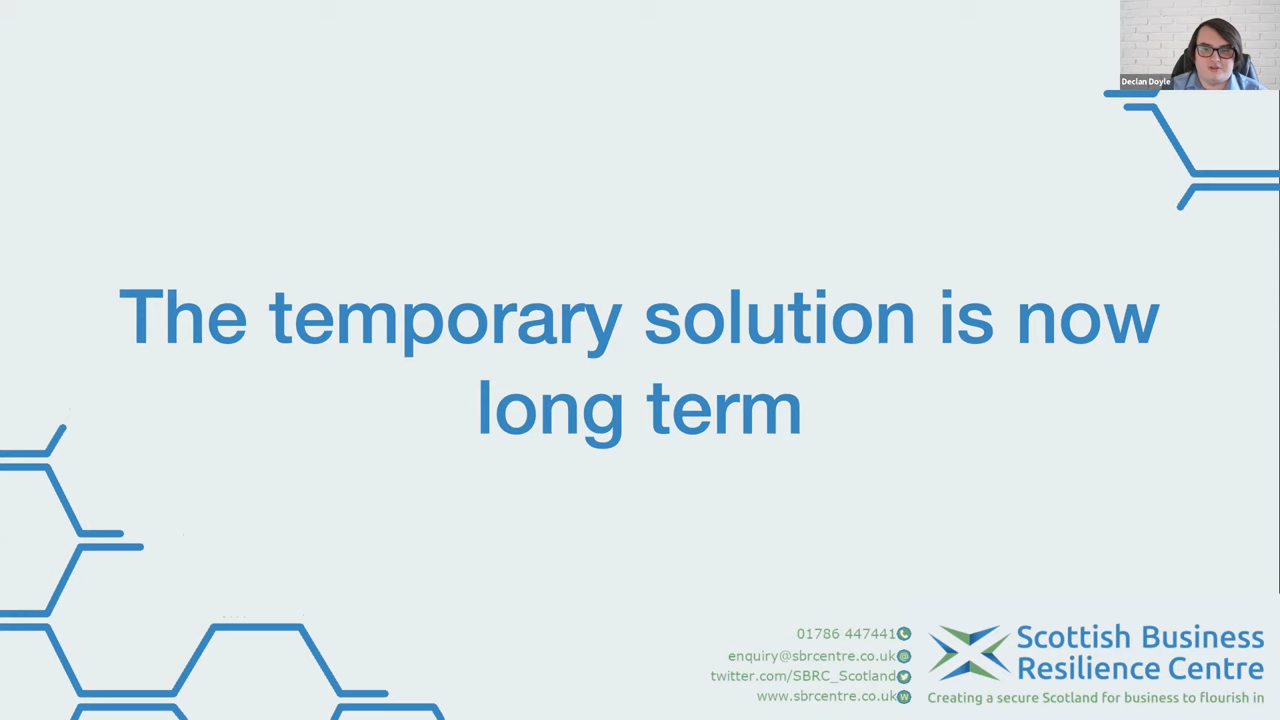 Declan Doyle
The temporary solution is now
long term
01786 447441
enquiry@sbrcentre.co.uk
twitter.com/SBRC_Scotland
www.sbrcentre.co.uk
Scottish Business
Resilience Centre
Creating a secure Scotland for business to flourish in